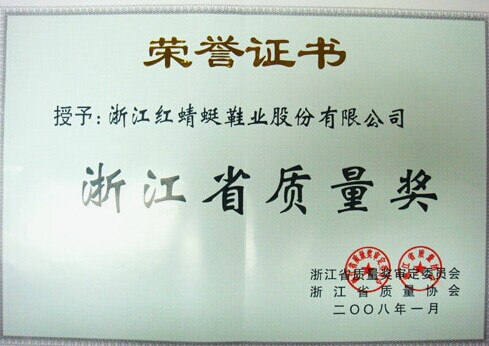 荣誉证书
授予:浙江红蜻蜓鞋业股份有限公司
浙江省质量奖
浙江省质量奖审定委员会
浙江省质量协会
二〇〇八年一月